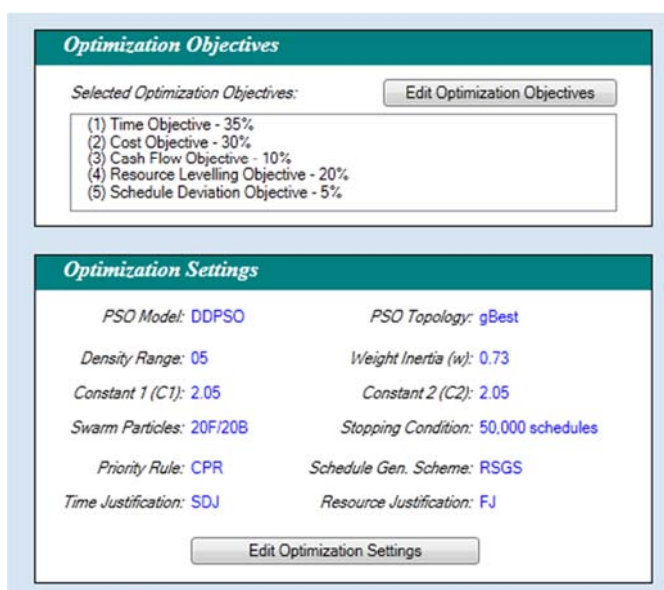 Optimization Objectives
Selected Optimization Objectives: Edit Optimization Objectives
(1) Time Objective - 35%
(2) Cost Objective - 30%
(3) Cash Flow Objective - 10%
(4) Resource Levelling Objective - 20%
(5) Schedule Deviation Objective - 5%
Optimization Settings
PSO Model: DDPSO PSO Topology: gBest
Density Range: 05 Weight Inertia (w): 0.73
Constant 1 (C1): 2.05 Constant 2 (C2): 2.05
Swarm Particles: 20F/20B Stopping Condition: 50,000 schedules
Priority Rule: CPR Schedule Gen. Scheme: RSGS
Time Justification: SDJ Resource Justification: FJ
Edit Optimization Settings